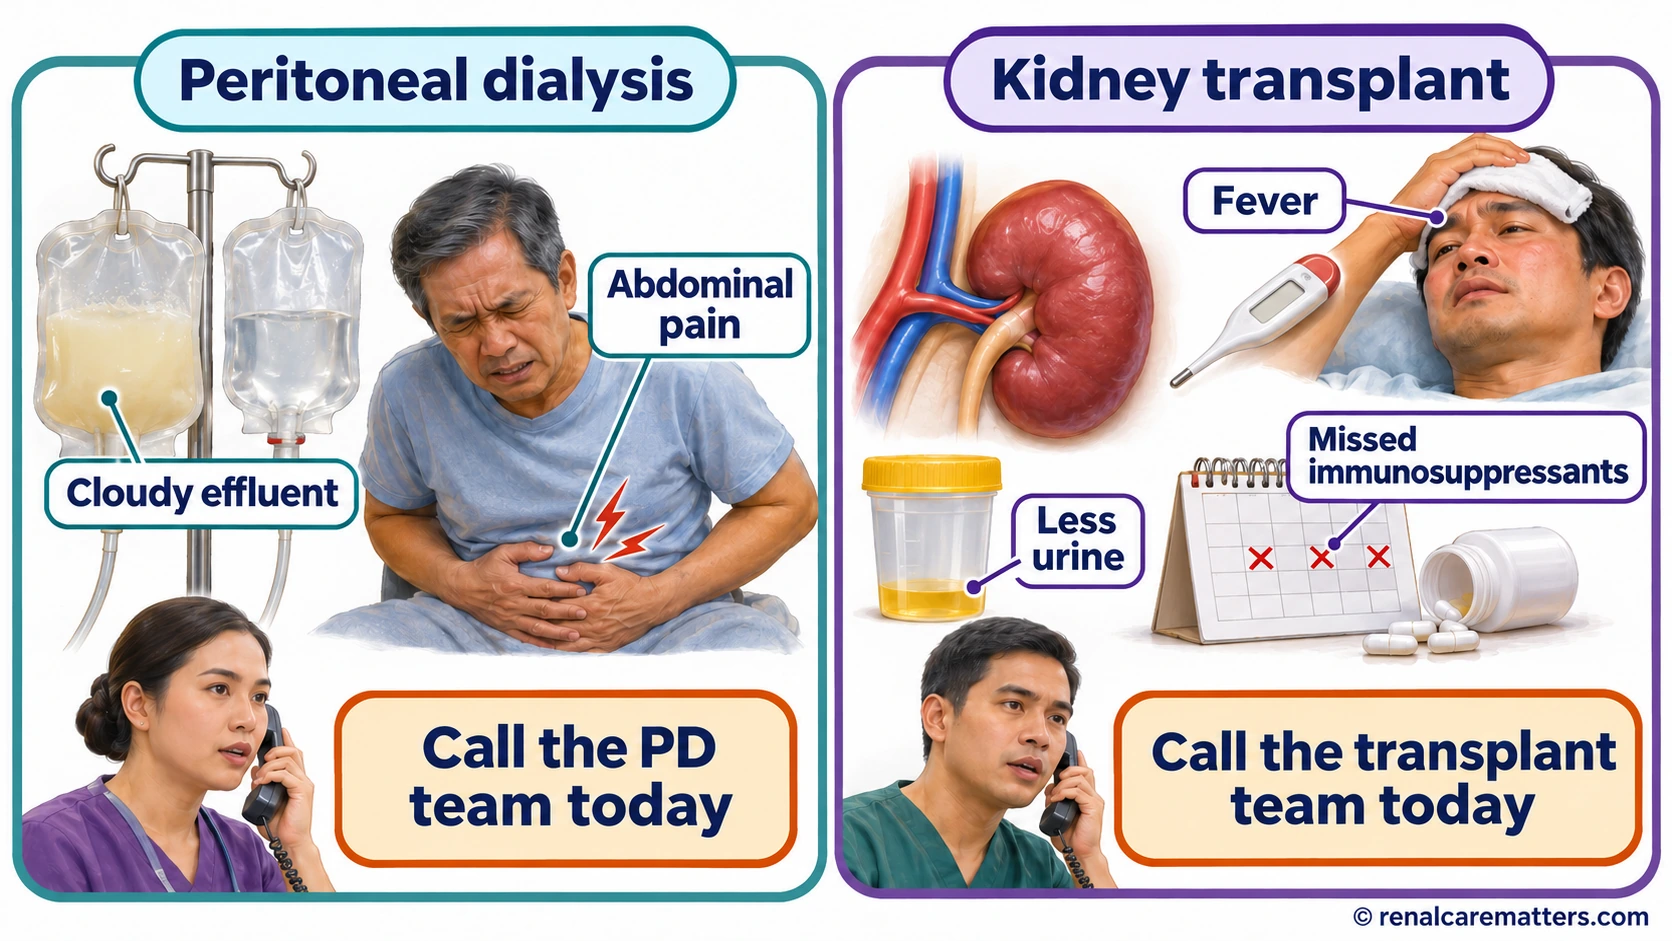 Peritoneal dialysis
Abdominal
pain
Cloudy effluent
Call the PD
team today
Kidney transplant
Fever
Missed
immunosuppressants
Less
urine
Call the transplant
team today
© renalcarematters.com